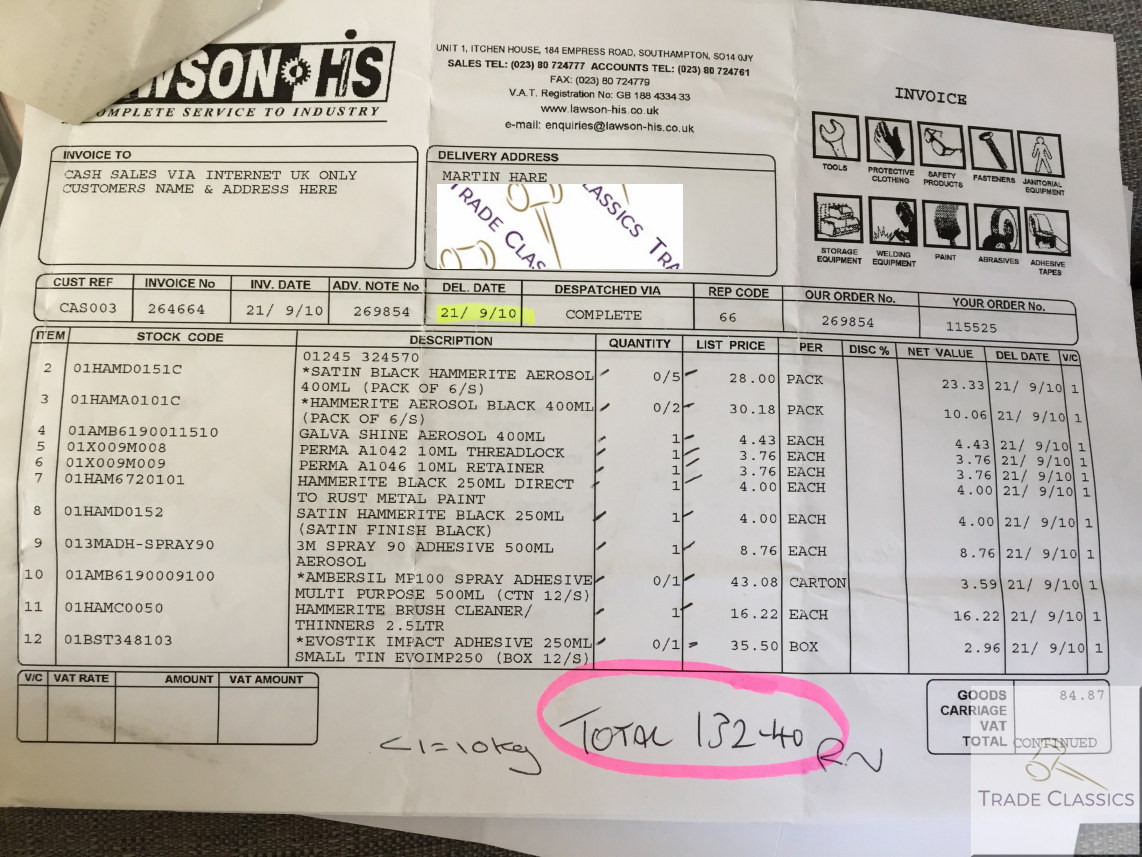 WSON HIS
OMPLETE SERVICE TO INDUSTRY
UNIT 1, ITCHEN HOUSE, 184 EMPRESS ROAD, SOUTHAMPTON, SO14 0JY
SALES TEL: (023) 80 724777 ACCOUNTS TEL: (023) 80 724761
FAX: (023) 80 724779
V.A.T. Registration No: GB 188 4334 33
www.lawson-his.co.uk
e-mail: enquiries@lawson-his.co.uk
INVOICE
TOOLS PROTECTIVE CLOTHING SAFETY PRODUCTS FASTENERS JANITORIAL EQUIPMENT
STORAGE EQUIPMENT WELDING EQUIPMENT PAINT ABRASIVES ADHESIVE TAPES
INVOICE TO
CASH SALES VIA INTERNET UK ONLY
CUSTOMERS NAME & ADDRESS HERE
DELIVERY ADDRESS
MARTIN HARE
TRADE CLAS
LASSICS TRA
CUST REF INVOICE No INV. DATE ADV. NOTE No DEL. DATE DESPATCHED VIA REP CODE OUR ORDER No. YOUR ORDER No.
CAS003 264664 21/ 9/10 269854 21/ 9/10 COMPLETE 66 269854 115525
ITEM STOCK CODE DESCRIPTION QUANTITY LIST PRICE PER DISC % NET VALUE DEL DATE V/C
01245 324570
2 01HAMD0151C *SATIN BLACK HAMMERITE AEROSOL 0/5 28.00 PACK 23.33 21/ 9/10 1
400ML (PACK OF 6/S)
3 01HAMA0101C *HAMMERITE AEROSOL BLACK 400ML 0/2 30.18 PACK 10.06 21/ 9/10 1
(PACK OF 6/S)
4 01AMB6190011510 GALVA SHINE AEROSOL 400ML 1 4.43 EACH 4.43 21/ 9/10 1
5 01X009M008 PERMA A1042 10ML THREADLOCK 1 3.76 EACH 3.76 21/ 9/10 1
6 01X009M009 PERMA A1046 10ML RETAINER 1 3.76 EACH 3.76 21/ 9/10 1
7 01HAM6720101 HAMMERITE BLACK 250ML DIRECT 1 4.00 EACH 4.00 21/ 9/10 1
TO RUST METAL PAINT
8 01HAMD0152 SATIN HAMMERITE BLACK 250ML 1 4.00 EACH 4.00 21/ 9/10 1
(SATIN FINISH BLACK)
9 013MADH-SPRAY90 3M SPRAY 90 ADHESIVE 500ML 1 8.76 EACH 8.76 21/ 9/10 1
AEROSOL
10 01AMB6190009100 *AMBERSIL MP100 SPRAY ADHESIVE 0/1 43.08 CARTON 3.59 21/ 9/10 1
MULTI PURPOSE 500ML (CTN 12/S)
11 01HAMC0050 HAMMERITE BRUSH CLEANER/ 1 16.22 EACH 16.22 21/ 9/10 1
THINNERS 2.5LTR
12 01BST348103 *EVOSTIK IMPACT ADHESIVE 250ML 0/1 35.50 BOX 2.96 21/ 9/10 1
SMALL TIN EVOIMP250 (BOX 12/S)
V/C VAT RATE AMOUNT VAT AMOUNT
GOODS 84.87
CARRIAGE
VAT
TOTAL CONTINUED
<1=10kg
TOTAL 132-40
RN
TRADE CLASSICS